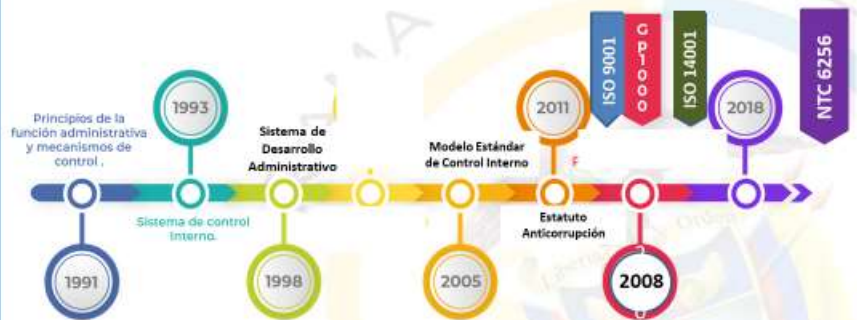 ISO 9001
GP1000
ISO 14001
NTC 6256
1993
2011
2018
Principios de la
función administrativa
y mecanismos de
control .
Sistema de
Desarrollo
Administrativo
Modelo Estándar
de Control Interno
Sistema de control
Interno.
Estatuto
Anticorrupción
1991
1998
2005
2008